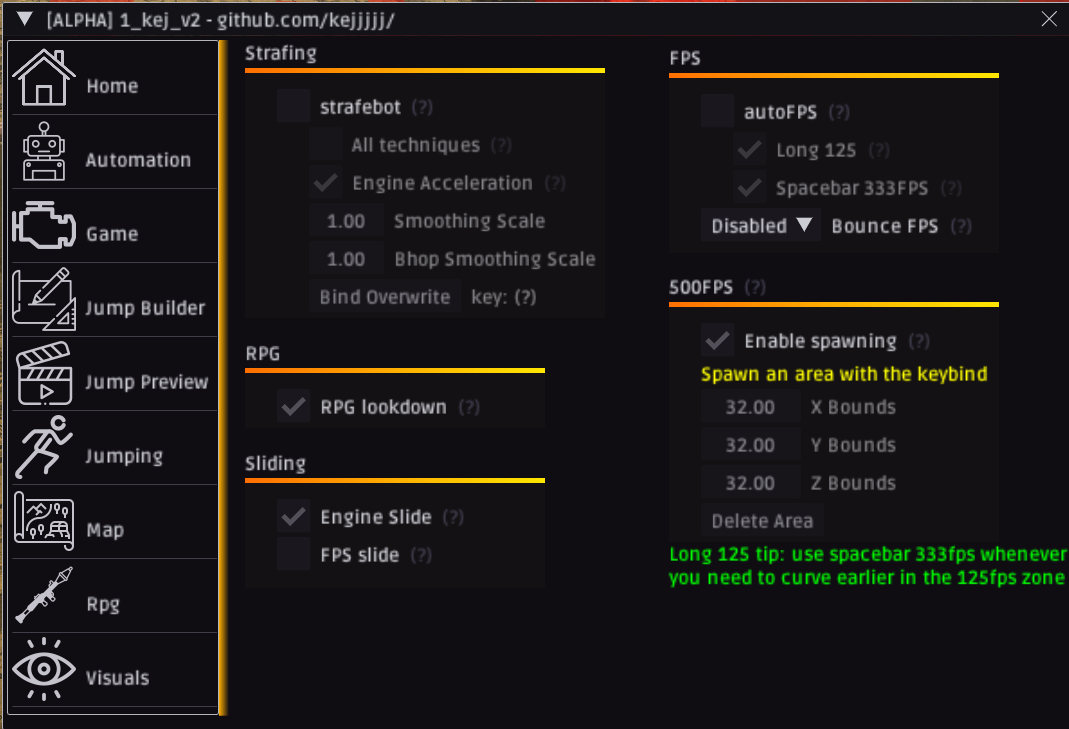 [ALPHA] 1_kej_v2 - github.com/kejjjjj/
Home
Automation
Game
Jump Builder
Jump Preview
Jumping
Map
Rpg
Visuals
Strafing
strafebot (?)
All techniques (?)
Engine Acceleration (?)
1.00 Smoothing Scale
1.00 Bhop Smoothing Scale
Bind Overwrite key: (?)
RPG
RPG lookdown (?)
Sliding
Engine Slide (?)
FPS slide (?)
FPS
autoFPS (?)
Long 125 (?)
Spacebar 333FPS (?)
Disabled Bounce FPS (?)
500FPS (?)
Enable spawning (?)
Spawn an area with the keybind
32.00 X Bounds
32.00 Y Bounds
32.00 Z Bounds
Delete Area
Long 125 tip: use spacebar 333fps whenever
you need to curve earlier in the 125fps zone